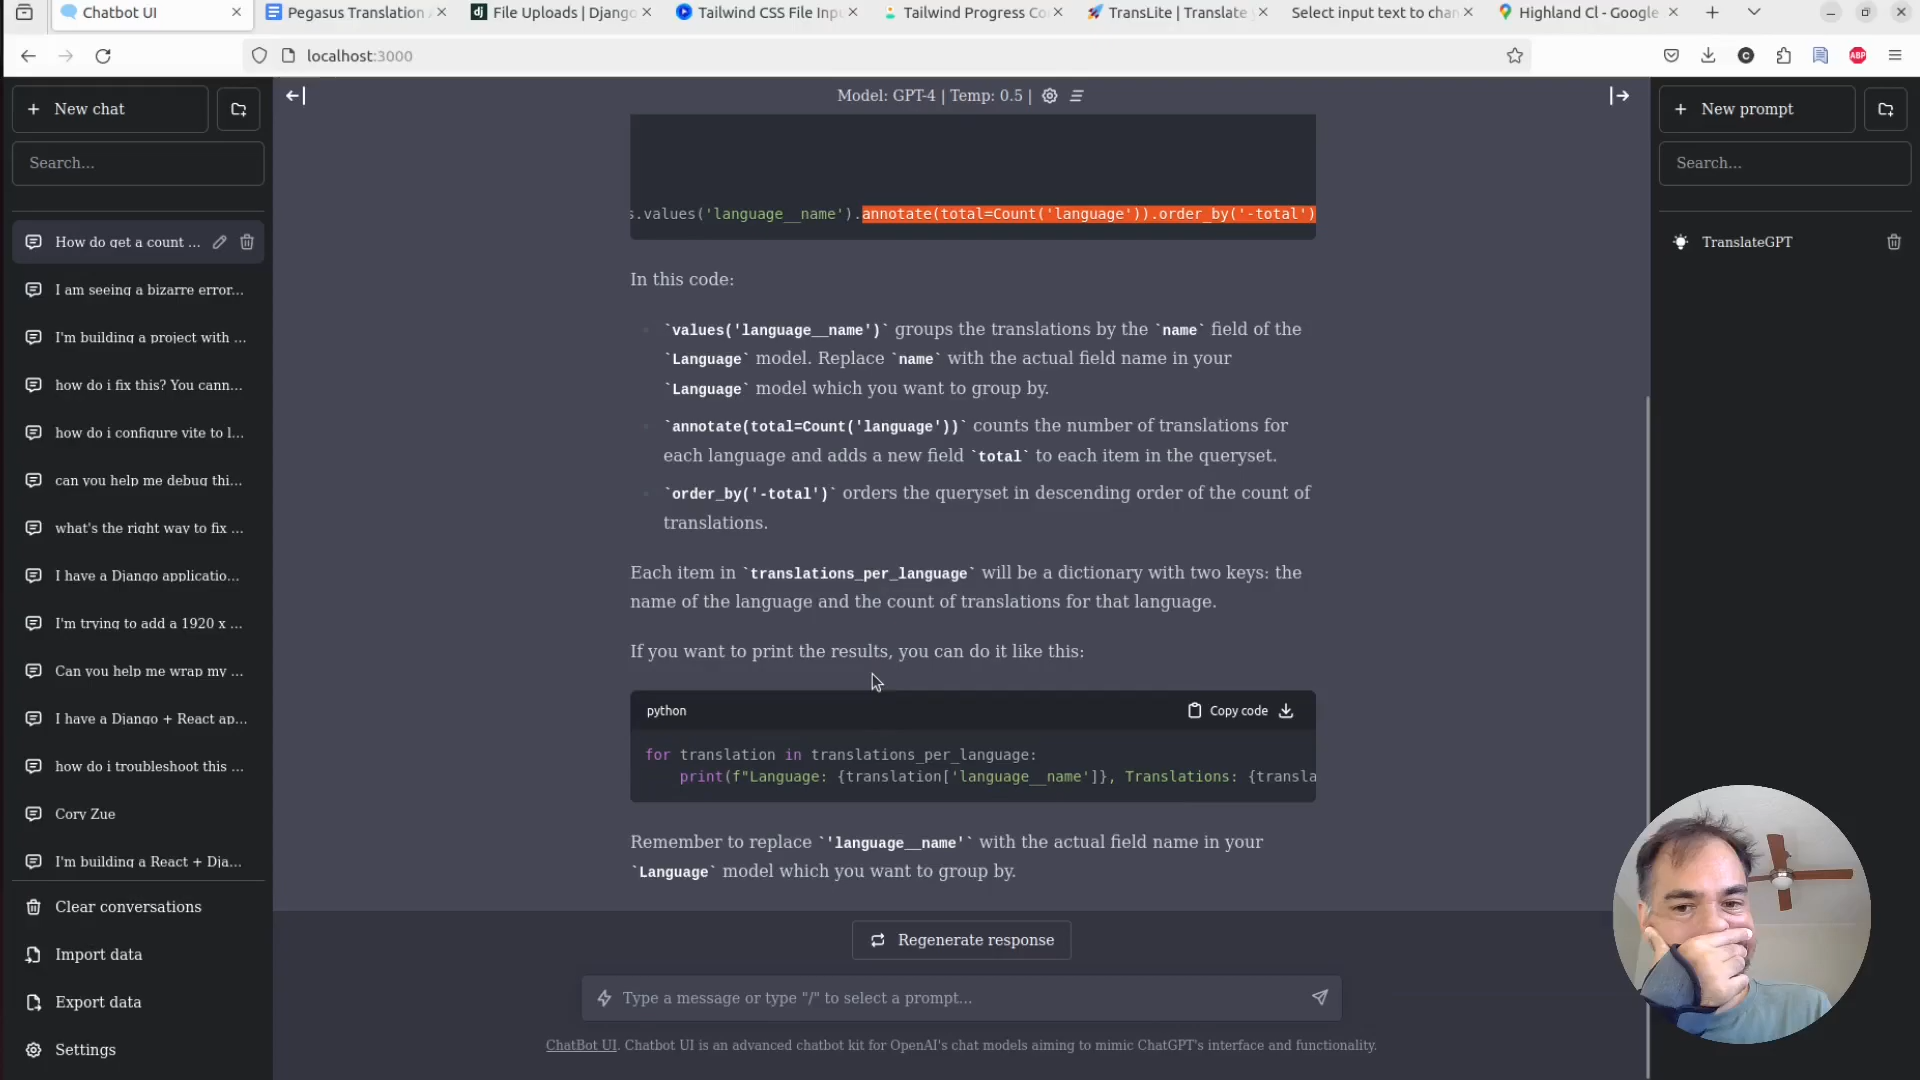 Chatbot UI
Pegasus Translation
File Uploads | Django
Tailwind CSS File Inpu
Tailwind Progress Co
TransLite | Translate
Select input text to chan
Highland Cl - Google
localhost:3000
ABP
New chat
Model: GPT-4 | Temp: 0.5 |
New prompt
Search...
Search...
s.values('language__name').annotate(total=Count('language')).order_by('-total')
How do get a count ...
TranslateGPT
In this code:
I am seeing a bizarre error...
`values('language__name')` groups the translations by the `name` field of the
I'm building a project with ...
`Language` model. Replace `name` with the actual field name in your
how do i fix this? You cann...
`Language` model which you want to group by.
how do i configure vite to l...
`annotate(total=Count('language'))` counts the number of translations for
each language and adds a new field `total` to each item in the queryset.
can you help me debug thi...
`order_by('-total')` orders the queryset in descending order of the count of
translations.
what's the right way to fix ...
I have a Django applicatio...
Each item in `translations_per_language` will be a dictionary with two keys: the
name of the language and the count of translations for that language.
I'm trying to add a 1920 x ...
If you want to print the results, you can do it like this:
Can you help me wrap my ...
python
Copy code
I have a Django + React ap...
for translation in translations_per_language:
print(f"Language: {translation['language__name']}, Translations: {transla
how do i troubleshoot this ...
Cory Zue
Remember to replace `'language__name'` with the actual field name in your
`Language` model which you want to group by.
I'm building a React + Dja...
Clear conversations
Regenerate response
Import data
Export data
Type a message or type "/" to select a prompt...
Settings
ChatBot UI. Chatbot UI is an advanced chatbot kit for OpenAI's chat models aiming to mimic ChatGPT's interface and functionality.